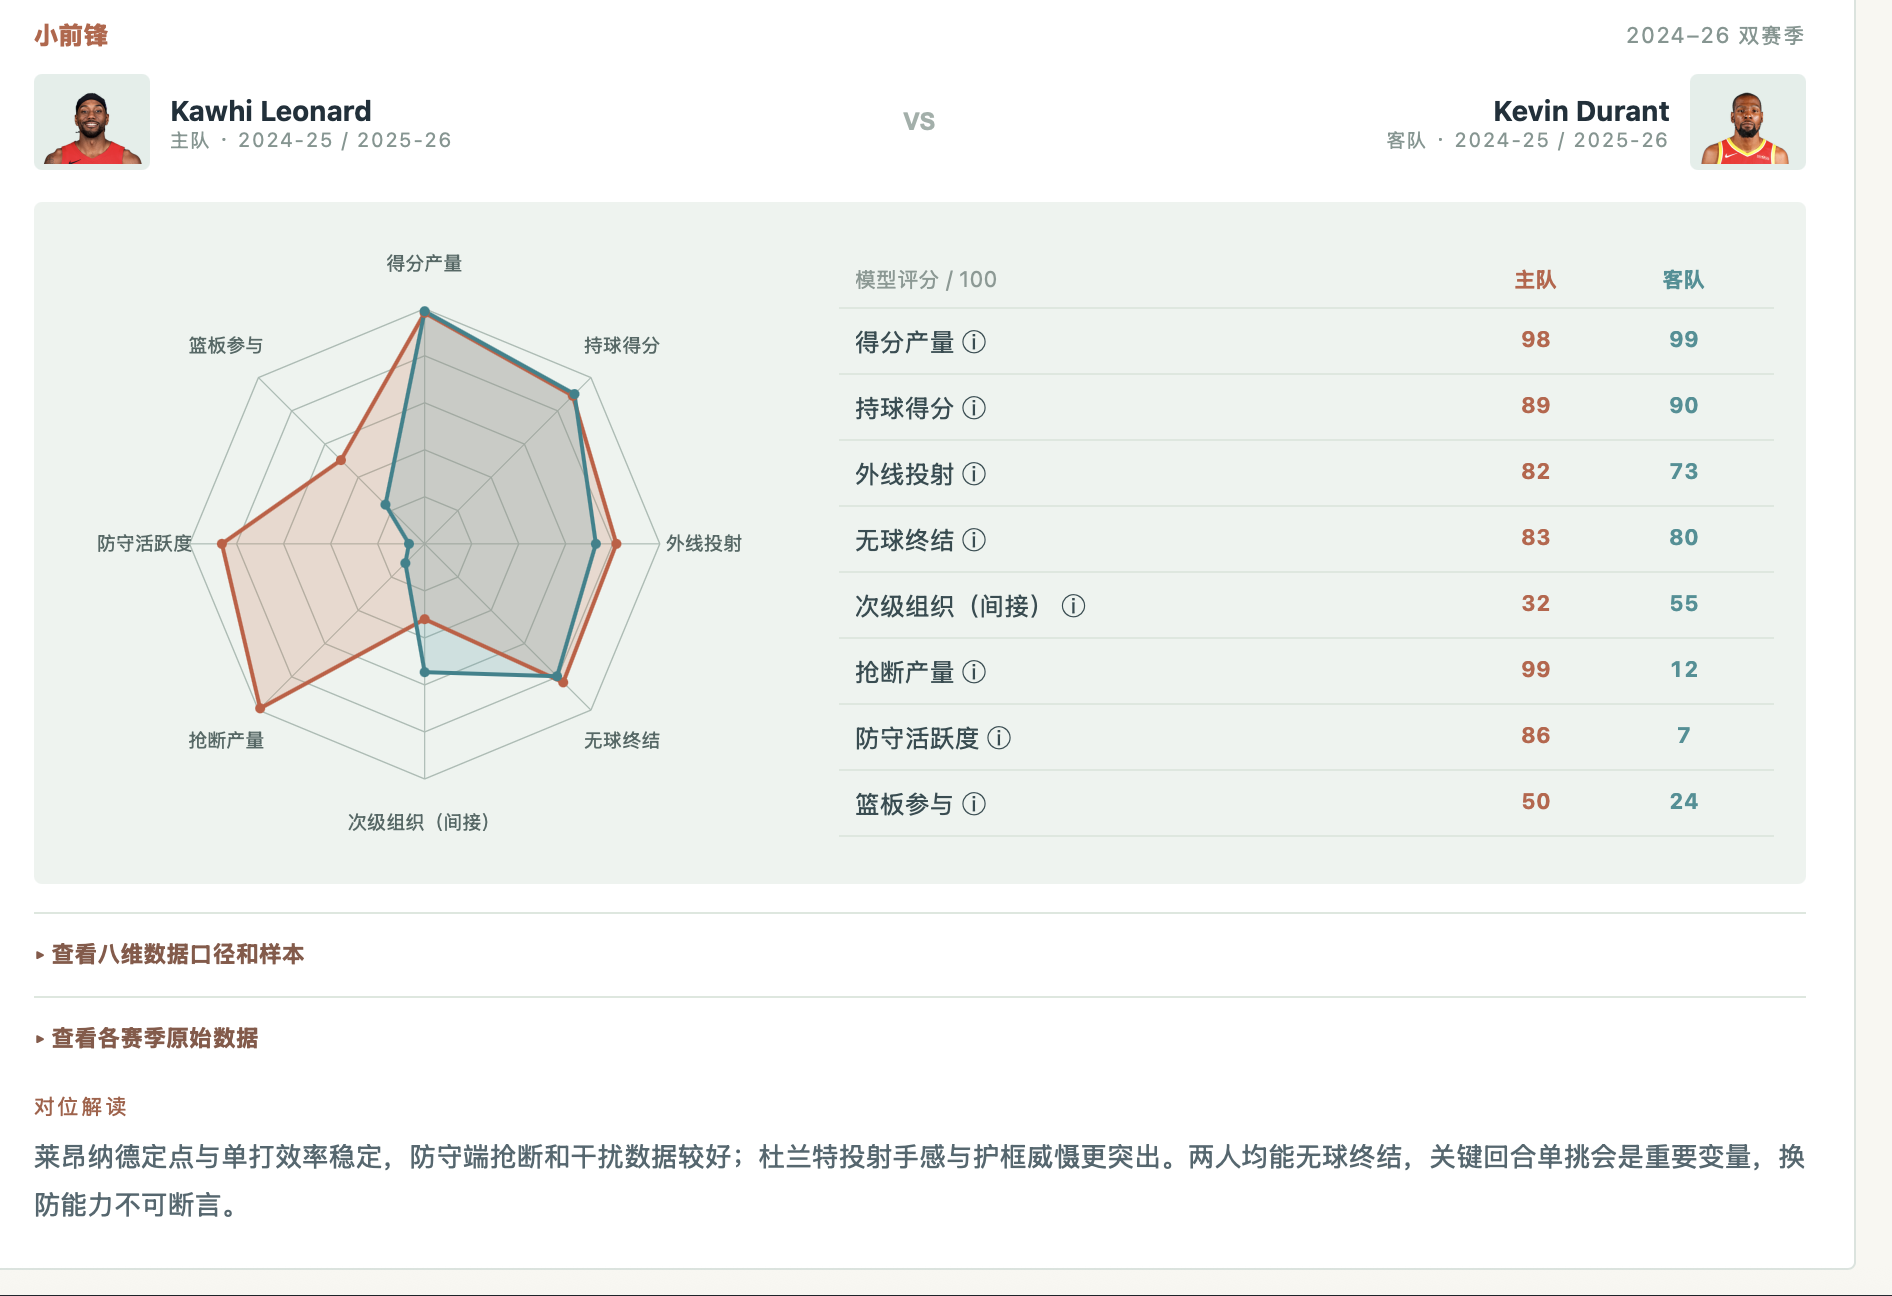 小前锋
2024–26 双赛季
Kawhi Leonard
主队 · 2024-25 / 2025-26
VS
Kevin Durant
客队 · 2024-25 / 2025-26
得分产量
篮板参与
持球得分
防守活跃度
外线投射
抢断产量
无球终结
次级组织（间接）
模型评分 / 100 主队 客队
得分产量 ⓘ 98 99
持球得分 ⓘ 89 90
外线投射 ⓘ 82 73
无球终结 ⓘ 83 80
次级组织（间接） ⓘ 32 55
抢断产量 ⓘ 99 12
防守活跃度 ⓘ 86 7
篮板参与 ⓘ 50 24
▸ 查看八维数据口径和样本
▸ 查看各赛季原始数据
对位解读
莱昂纳德定点与单打效率稳定，防守端抢断和干扰数据较好；杜兰特投射手感与护框威慑更突出。两人均能无球终结，关键回合单挑会是重要变量，换
防能力不可断言。